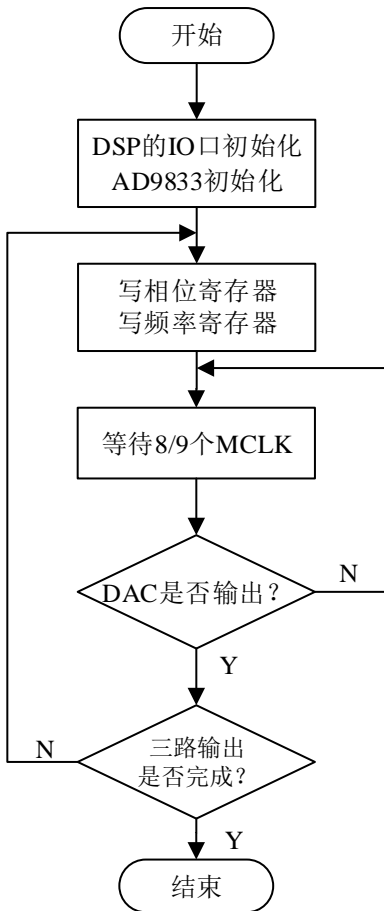 开始
DSP的IO口初始化
AD9833初始化
写相位寄存器
写频率寄存器
等待8/9个MCLK
DAC是否输出？
N
Y
三路输出
是否完成？
N
Y
结束